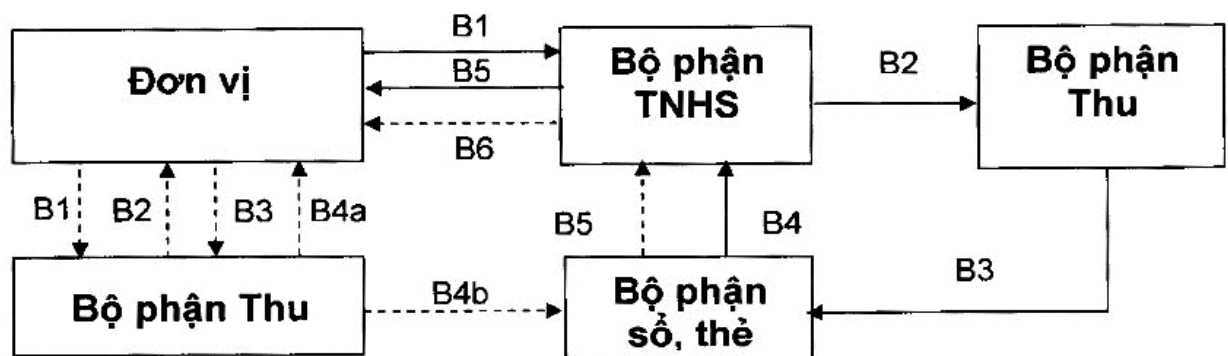 B1
Đơn vị
B5
B6
Bộ phận
TNHS
B2
Bộ phận
Thu
B1
B2
B3
B4a
B5
B4
B3
Bộ phận Thu
B4b
Bộ phận
sổ, thẻ